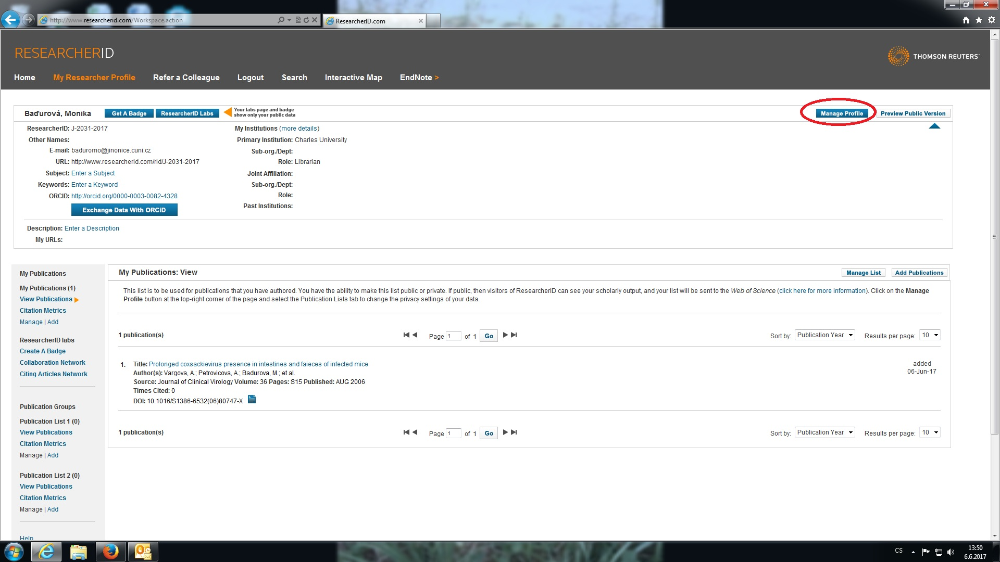 http://www.researcherid.com/Workspace.action
ResearcherID.com
RESEARCHERID
THOMSON REUTERS™
Home My Researcher Profile Refer a Colleague Logout Search Interactive Map EndNote >
Baďurová, Monika Get A Badge ResearcherID Labs Your labs page and badge
show only your public data
Manage Profile Preview Public Version
ResearcherID: J-2031-2017
Other Names:
E-mail: baduromo@jinonice.cuni.cz
URL: http://www.researcherid.com/rid/J-2031-2017
Subject: Enter a Subject
Keywords: Enter a Keyword
ORCID: http://orcid.org/0000-0003-0082-4328
Exchange Data With ORCID
My Institutions (more details)
Primary Institution: Charles University
Sub-org./Dept:
Role: Librarian
Joint Affiliation:
Sub-org./Dept:
Role:
Past Institutions:
Description: Enter a Description
My URLs:
My Publications
My Publications (1)
View Publications
Citation Metrics
Manage | Add
ResearcherID labs
Create A Badge
Collaboration Network
Citing Articles Network
Publication Groups
Publication List 1 (0)
View Publications
Citation Metrics
Manage | Add
Publication List 2 (0)
View Publications
Citation Metrics
Manage | Add
Help
My Publications: View
Manage List Add Publications
This list is to be used for publications that you have authored. You have the ability to make this list public or private. If public, then visitors of ResearcherID can see your scholarly output, and your list will be sent to the Web of Science (click here for more information). Click on the Manage
Profile button at the top-right corner of the page and select the Publication Lists tab to change the privacy settings of your data.
1 publication(s) Page 1 of 1 Go Sort by: Publication Year Results per page: 10
1. Title: Prolonged coxsackievirus presence in intestines and faieces of infected mice
Author(s): Vargova, A.; Petrovicova, A.; Badurova, M.; et al.
Source: Journal of Clinical Virology Volume: 36 Pages: S15 Published: AUG 2006
Times Cited: 0
DOI: 10.1016/S1386-6532(06)80747-X
added
06-Jun-17
1 publication(s) Page 1 of 1 Go Sort by: Publication Year Results per page: 10
CS
13:50
6.6.2017